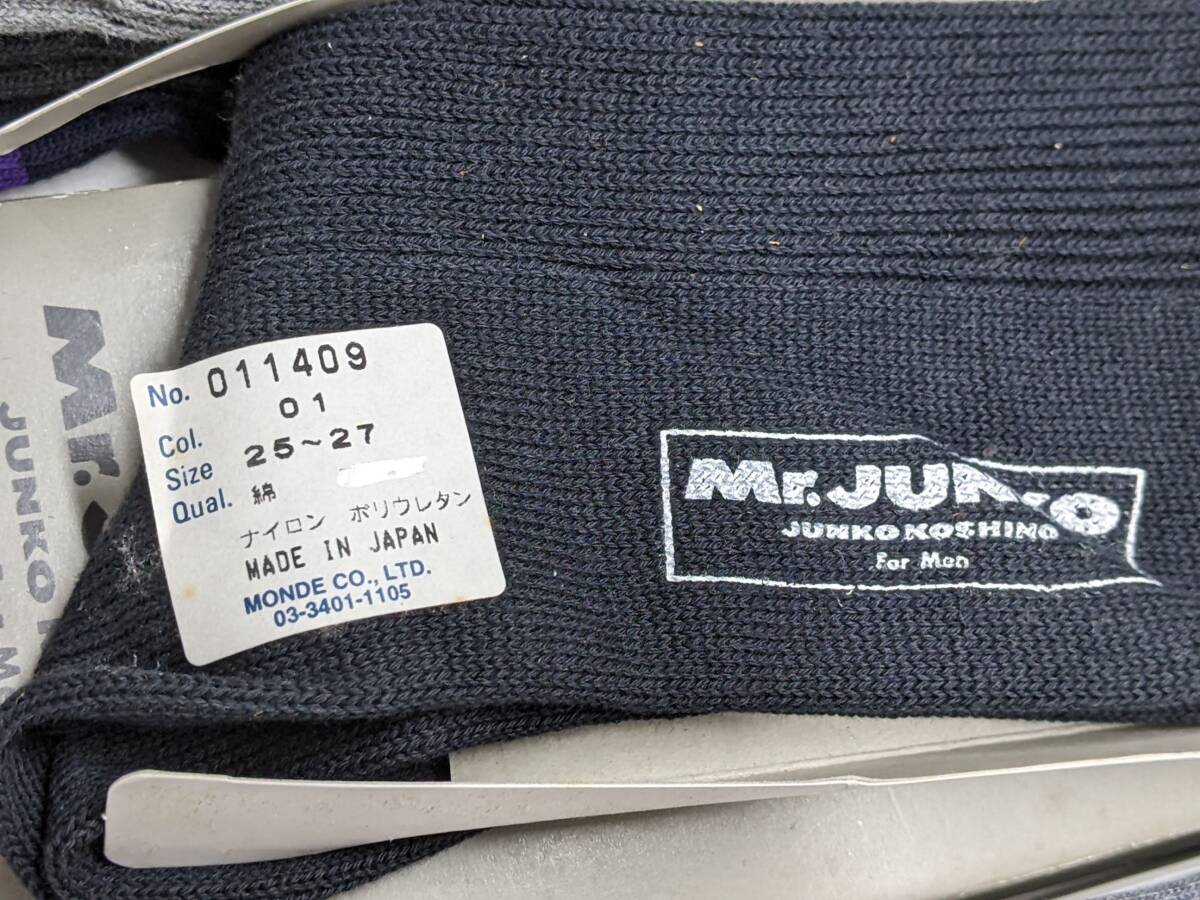 No. 011409
Col. 01
Size 25~27
Qual. 綿
ナイロン ポリウレタン
MADE IN JAPAN
MONDE CO., LTD.
03-3401-1105
Mr. JUNKO
JUNKO KOSHINO
For Men
Mr.
JUNKO